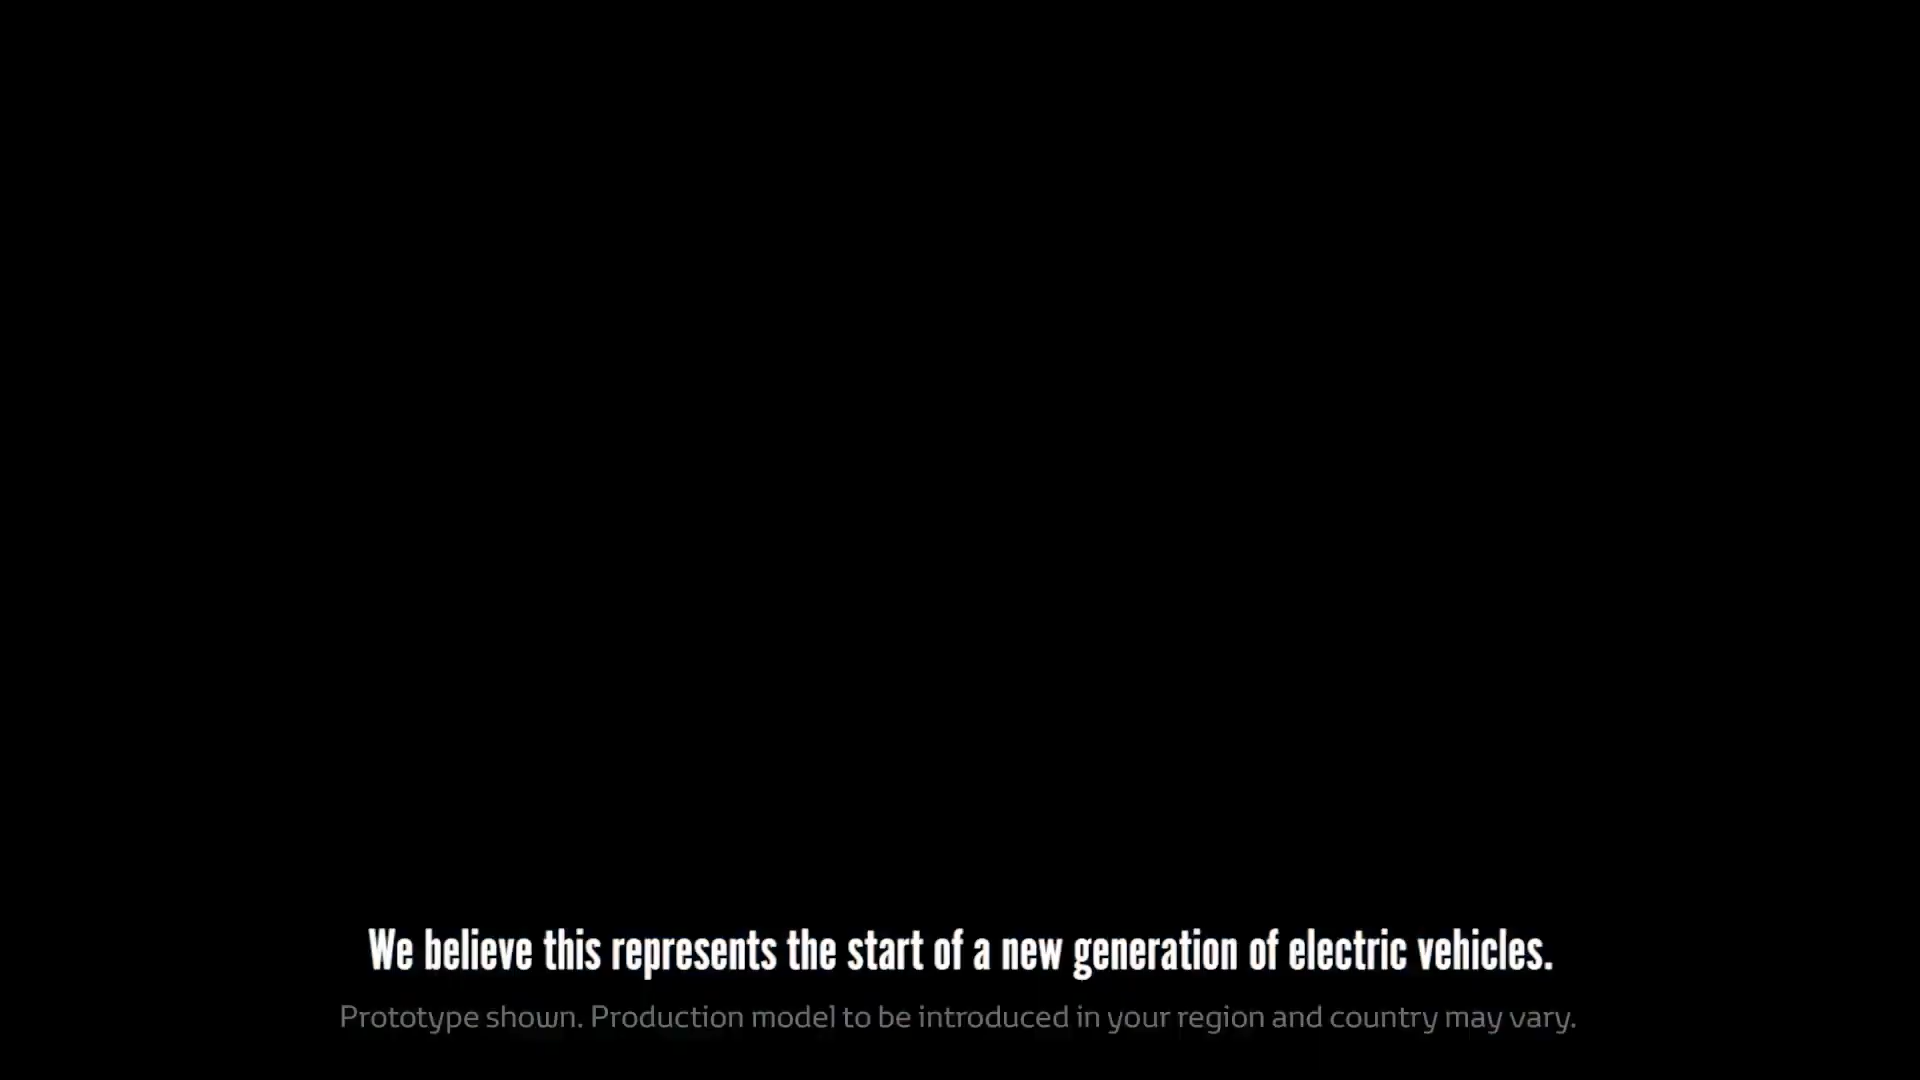 We believe this represents the start of a new generation of electric vehicles.
Prototype shown. Production model to be introduced in your region and country may vary.